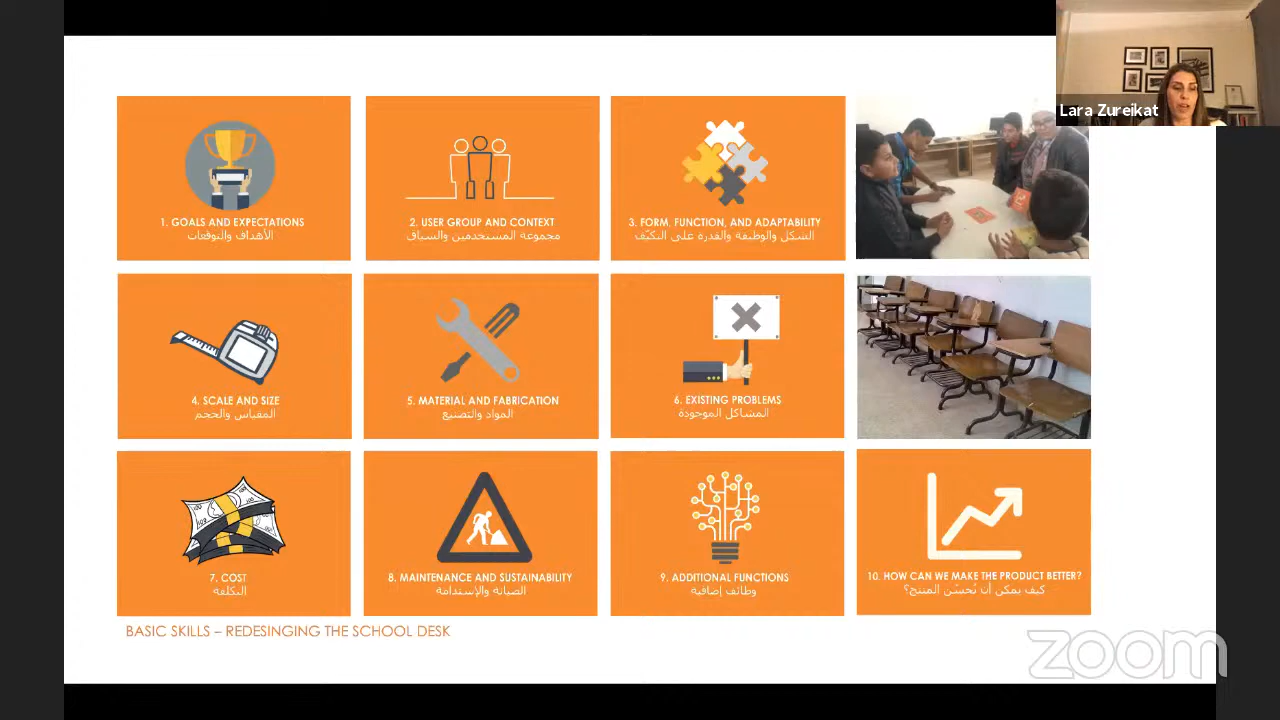 Lara Zureikat
1. GOALS AND EXPECTATIONS
الأهداف والتوقعات
2. USER GROUP AND CONTEXT
مجموعة المستخدمين والسياق
3. FORM, FUNCTION, AND ADAPTABILITY
الشكل والوظيفة والقدرة على التكيّف
4. SCALE AND SIZE
المقياس والحجم
5. MATERIAL AND FABRICATION
المواد والتصنيع
6. EXISTING PROBLEMS
المشاكل الموجودة
7. COST
التكلفة
8. MAINTENANCE AND SUSTAINABILITY
الصيانة والإستدامة
9. ADDITIONAL FUNCTIONS
وظائف إضافية
10. HOW CAN WE MAKE THE PRODUCT BETTER?
كيف يمكن أن نُحسّن المنتج؟
BASIC SKILLS – REDESINGING THE SCHOOL DESK
zoom